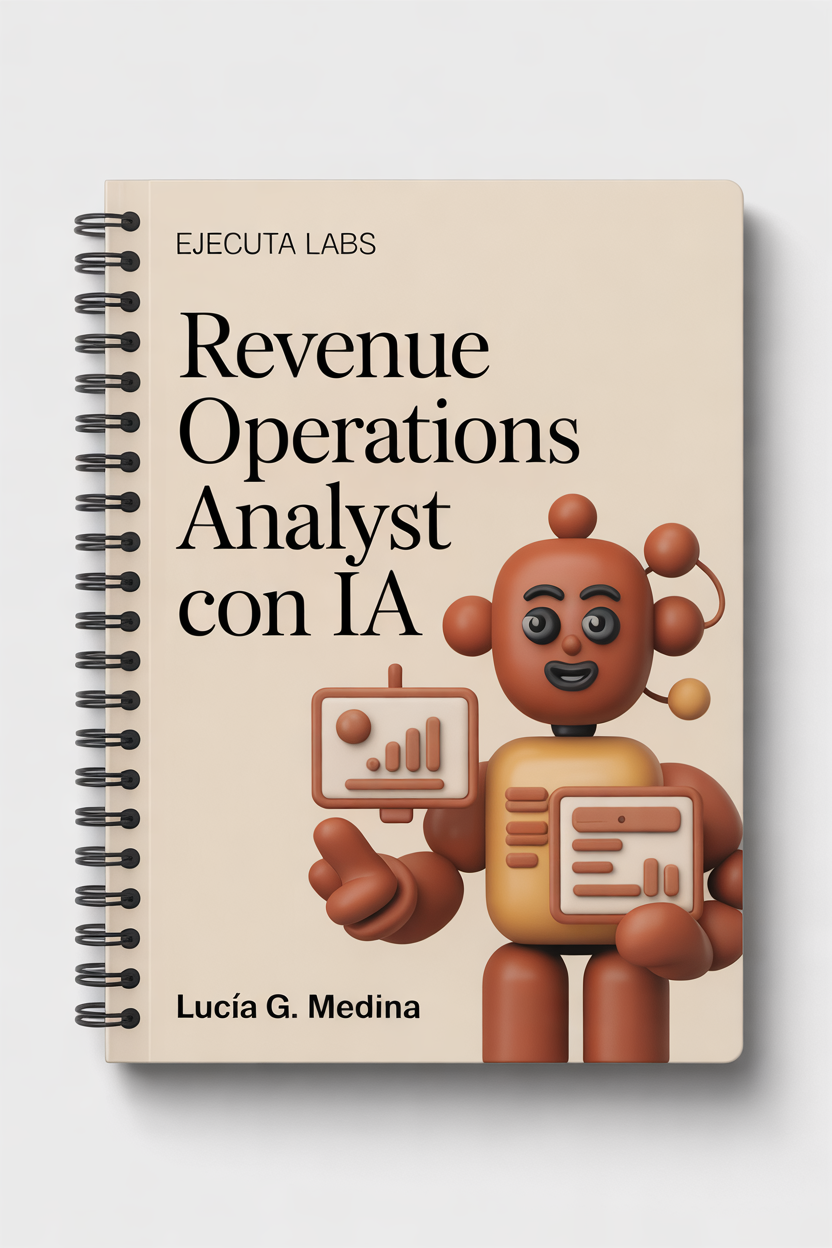 EJECUTA LABS
Revenue
Operations
Analyst
con IA
Lucía G. Medina